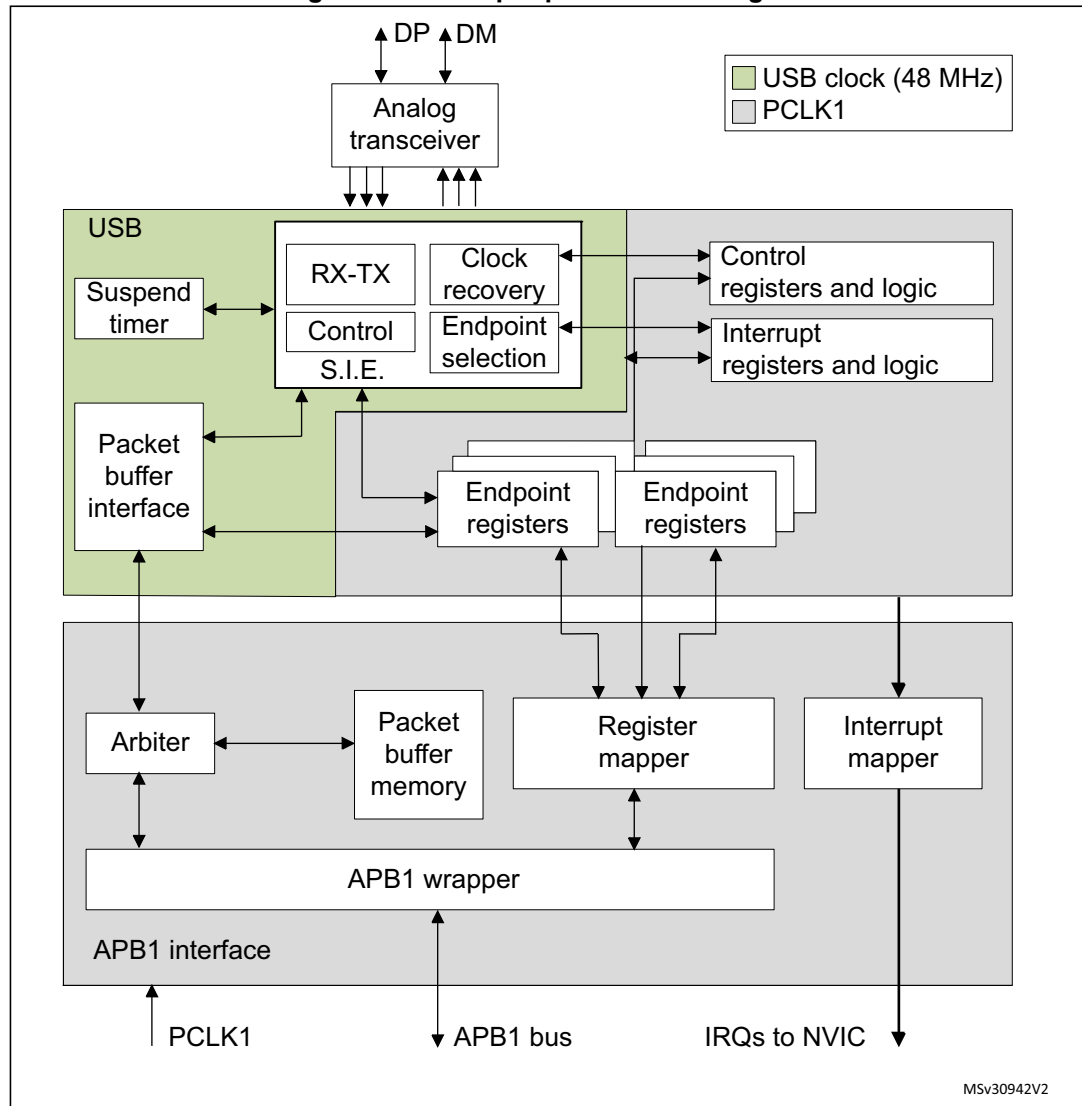 DP DM
USB clock (48 MHz)
PCLK1
Analog
transceiver
USB
RX-TX
Clock
recovery
Control
registers and logic
Suspend
timer
Control
Endpoint
selection
Interrupt
registers and logic
S.I.E.
Packet
buffer
interface
Endpoint
registers
Endpoint
registers
Arbiter
Packet
buffer
memory
Register
mapper
Interrupt
mapper
APB1 wrapper
APB1 interface
PCLK1
APB1 bus
IRQs to NVIC
MSv30942V2